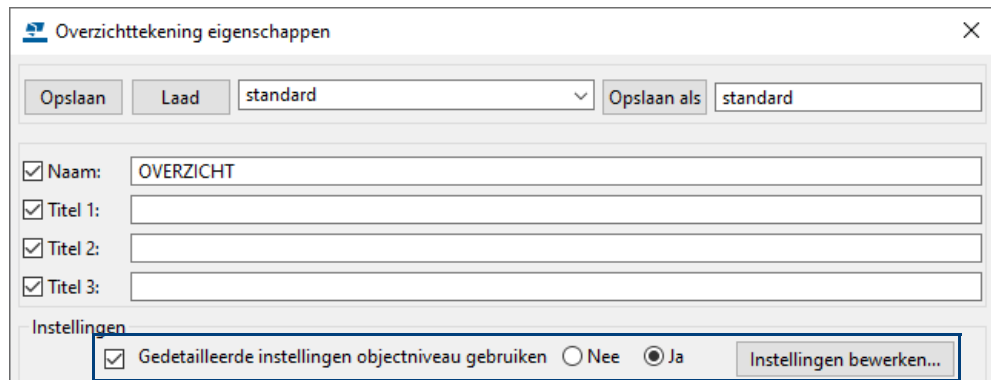 Overzichttekening eigenschappen
Opslaan Laad standard Opslaan als standard
Naam: OVERZICHT
Titel 1:
Titel 2:
Titel 3:
Instellingen
Gedetailleerde instellingen objectniveau gebruiken Nee Ja Instellingen bewerken...